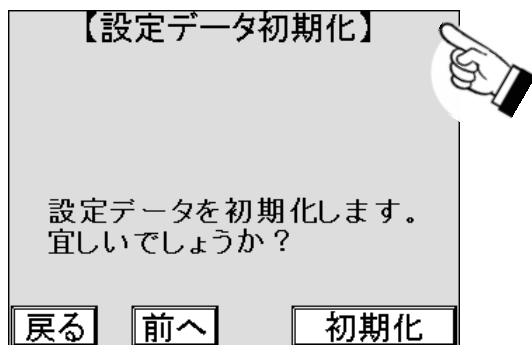 【設定データ初期化】
設定データを初期化します。
宜しいでしょうか？
戻る 前へ 初期化